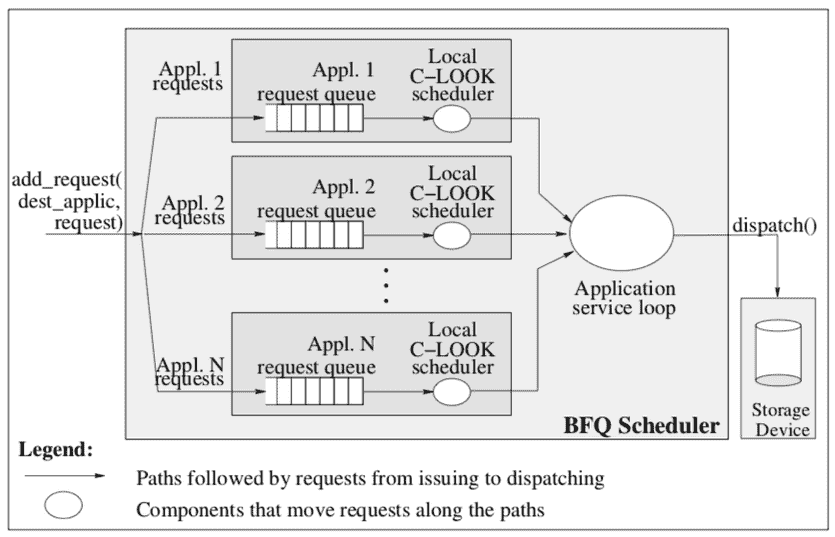 Appl. 1
requests
Appl. 1
request queue
Local
C–LOOK
scheduler
add_request(
dest_applic,
request)
Appl. 2
requests
Appl. 2
request queue
Local
C–LOOK
scheduler
dispatch()
Application
service loop
Appl. N
requests
Appl. N
request queue
Local
C–LOOK
scheduler
Storage
Device
BFQ Scheduler
Legend:
Paths followed by requests from issuing to dispatching
Components that move requests along the paths